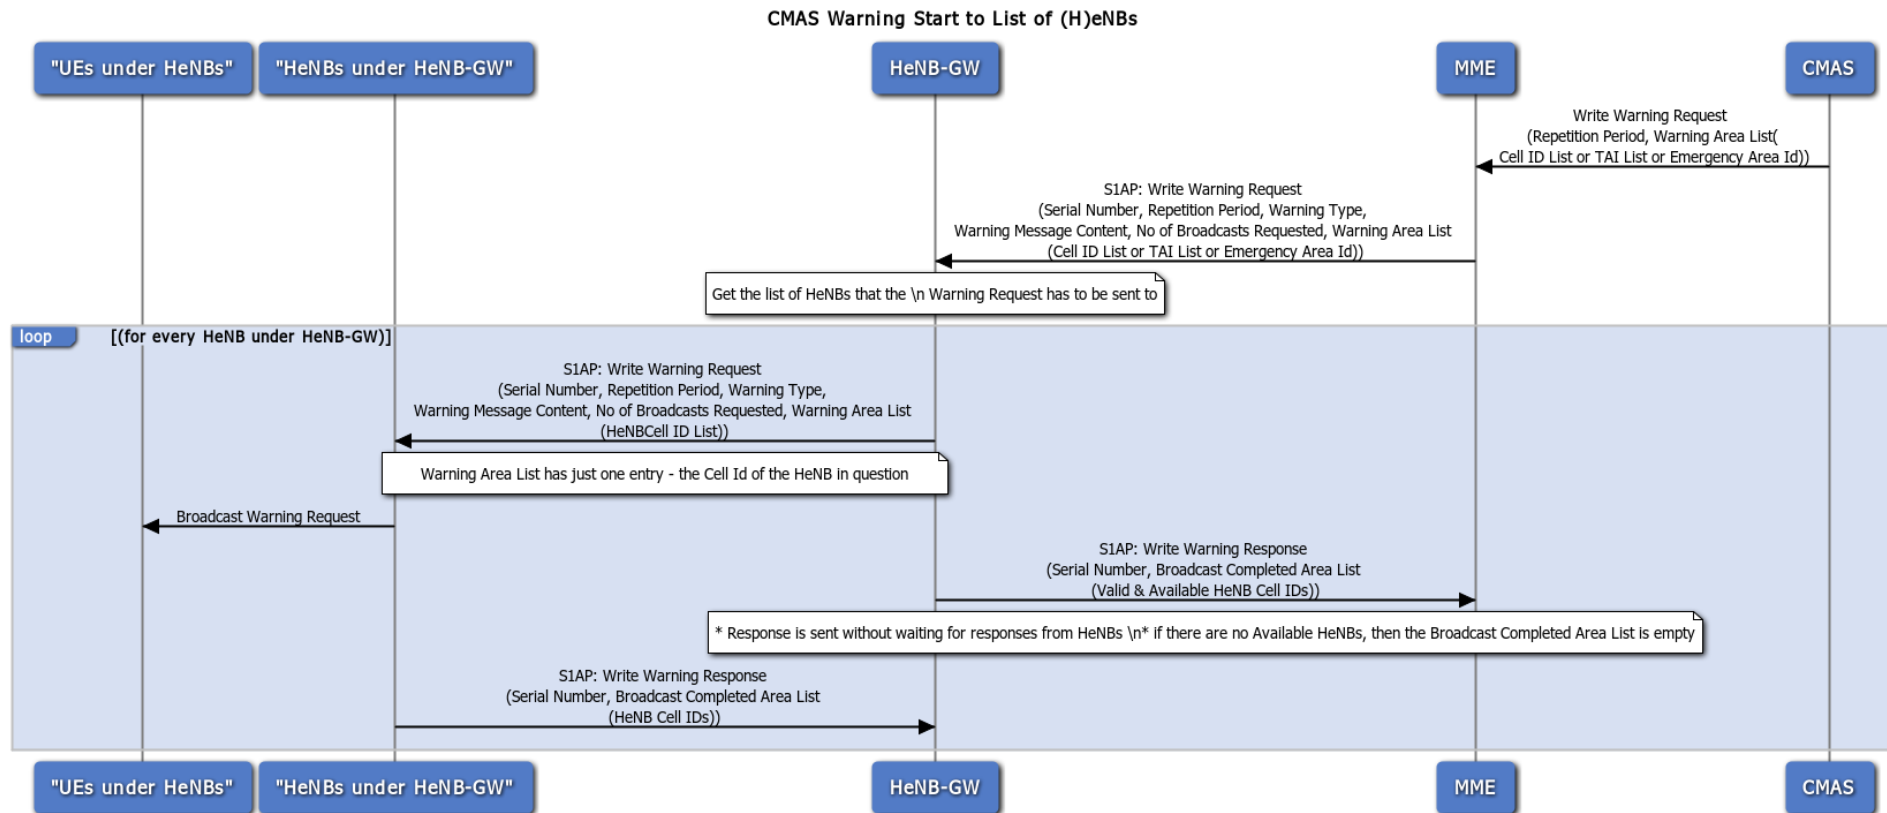 CMAS Warning Start to List of (H)eNBs
"UEs under HeNBs"
"HeNBs under HeNB-GW"
HeNB-GW
MME
CMAS
Write Warning Request
(Repetition Period, Warning Area List(
Cell ID List or TAI List or Emergency Area Id))
S1AP: Write Warning Request
(Serial Number, Repetition Period, Warning Type,
Warning Message Content, No of Broadcasts Requested, Warning Area List
(Cell ID List or TAI List or Emergency Area Id))
Get the list of HeNBs that the \n Warning Request has to be sent to
loop
[(for every HeNB under HeNB-GW)]
S1AP: Write Warning Request
(Serial Number, Repetition Period, Warning Type,
Warning Message Content, No of Broadcasts Requested, Warning Area List
(HeNBCell ID List))
Warning Area List has just one entry - the Cell Id of the HeNB in question
Broadcast Warning Request
S1AP: Write Warning Response
(Serial Number, Broadcast Completed Area List
(Valid & Available HeNB Cell IDs))
* Response is sent without waiting for responses from HeNBs \n* if there are no Available HeNBs, then the Broadcast Completed Area List is empty
S1AP: Write Warning Response
(Serial Number, Broadcast Completed Area List
(HeNB Cell IDs))
"UEs under HeNBs"
"HeNBs under HeNB-GW"
HeNB-GW
MME
CMAS